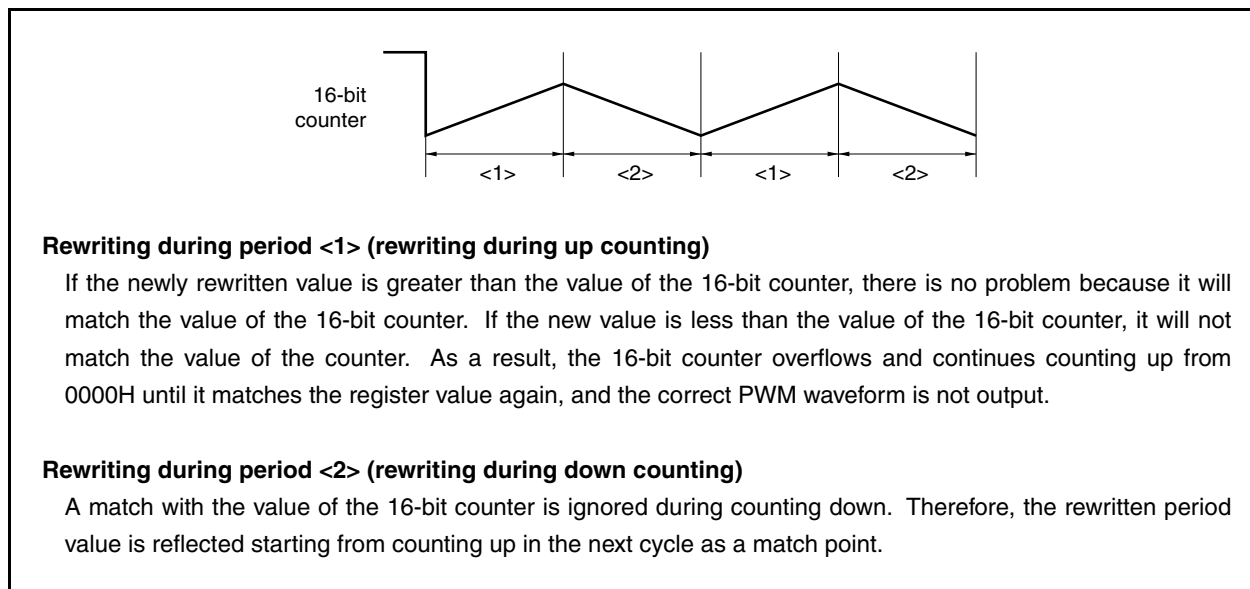 16-bit
counter
<1>
<2>
<1>
<2>
Rewriting during period <1> (rewriting during up counting)
If the newly rewritten value is greater than the value of the 16-bit counter, there is no problem because it will
match the value of the 16-bit counter. If the new value is less than the value of the 16-bit counter, it will not
match the value of the counter. As a result, the 16-bit counter overflows and continues counting up from
0000H until it matches the register value again, and the correct PWM waveform is not output.
Rewriting during period <2> (rewriting during down counting)
A match with the value of the 16-bit counter is ignored during counting down. Therefore, the rewritten period
value is reflected starting from counting up in the next cycle as a match point.